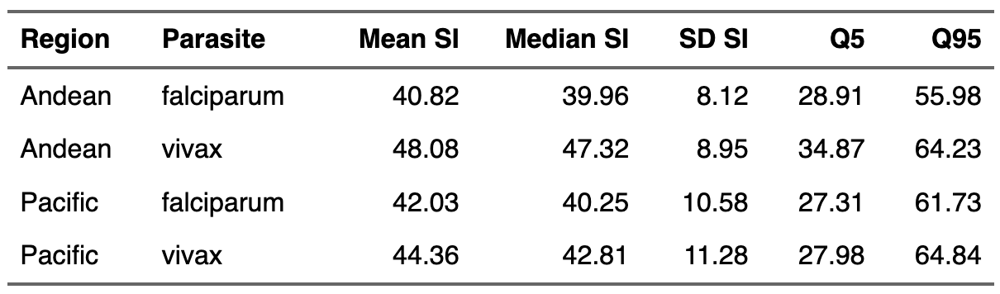 Region Parasite Mean SI Median SI SD SI Q5 Q95
Andean falciparum 40.82 39.96 8.12 28.91 55.98
Andean vivax 48.08 47.32 8.95 34.87 64.23
Pacific falciparum 42.03 40.25 10.58 27.31 61.73
Pacific vivax 44.36 42.81 11.28 27.98 64.84